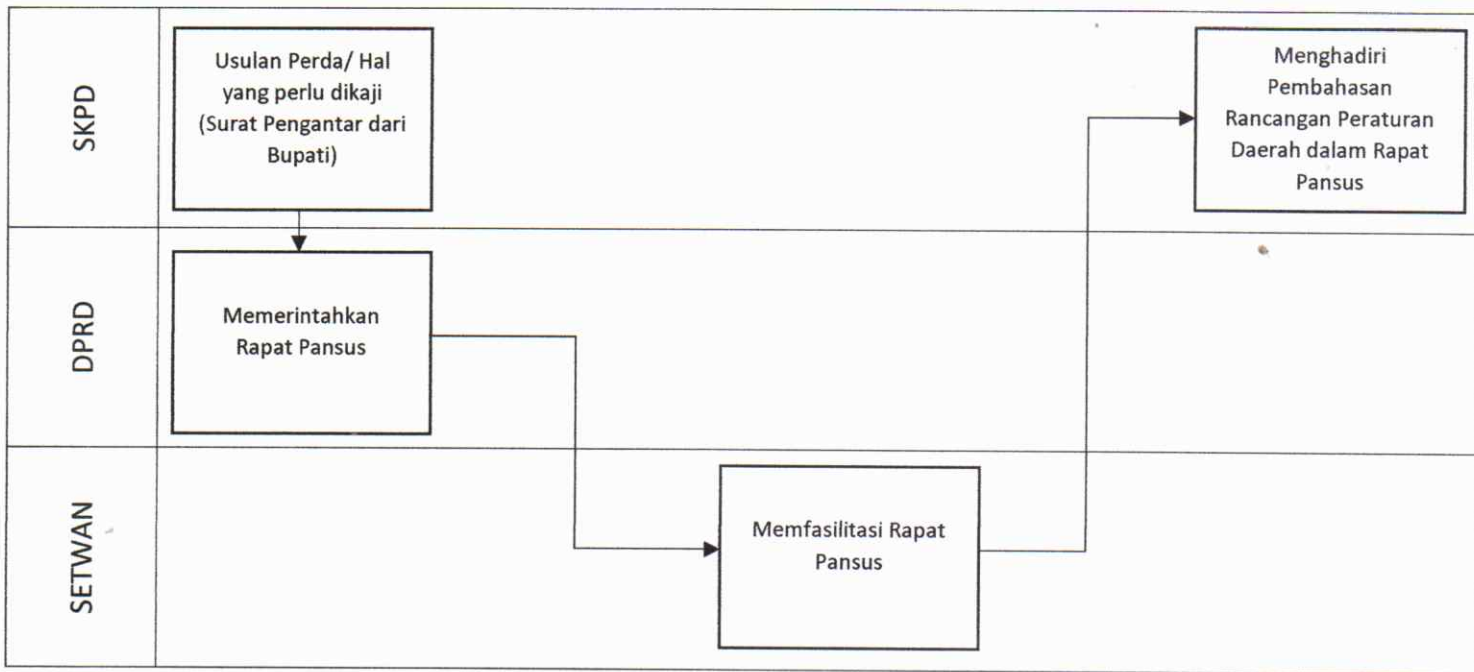 SKPD
Usulan Perda/ Hal
yang perlu dikaji
(Surat Pengantar dari
Bupati)
Menghadiri
Pembahasan
Rancangan Peraturan
Daerah dalam Rapat
Pansus
DPRD
Memerintahkan
Rapat Pansus
SETWAN
Memfasilitasi Rapat
Pansus